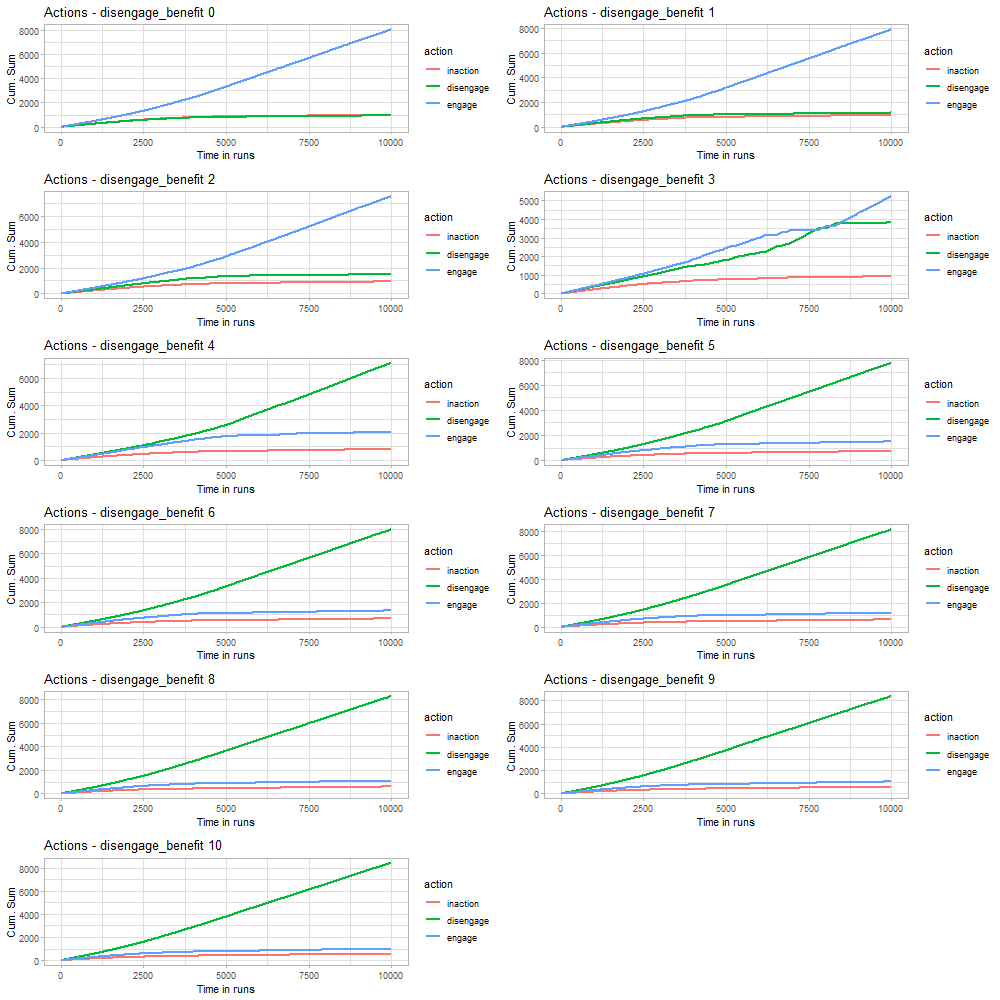 Actions - disengage_benefit 0
Cum. Sum
8000
6000
4000
2000
0
0 2500 5000 7500 10000
Time in runs
action
inaction
disengage
engage
Actions - disengage_benefit 1
Cum. Sum
8000
6000
4000
2000
0
0 2500 5000 7500 10000
Time in runs
action
inaction
disengage
engage
Actions - disengage_benefit 2
Cum. Sum
6000
4000
2000
0
0 2500 5000 7500 10000
Time in runs
action
inaction
disengage
engage
Actions - disengage_benefit 3
Cum. Sum
5000
4000
3000
2000
1000
0
0 2500 5000 7500 10000
Time in runs
action
inaction
disengage
engage
Actions - disengage_benefit 4
Cum. Sum
6000
4000
2000
0
0 2500 5000 7500 10000
Time in runs
action
inaction
disengage
engage
Actions - disengage_benefit 5
Cum. Sum
8000
6000
4000
2000
0
0 2500 5000 7500 10000
Time in runs
action
inaction
disengage
engage
Actions - disengage_benefit 6
Cum. Sum
8000
6000
4000
2000
0
0 2500 5000 7500 10000
Time in runs
action
inaction
disengage
engage
Actions - disengage_benefit 7
Cum. Sum
8000
6000
4000
2000
0
0 2500 5000 7500 10000
Time in runs
action
inaction
disengage
engage
Actions - disengage_benefit 8
Cum. Sum
8000
6000
4000
2000
0
0 2500 5000 7500 10000
Time in runs
action
inaction
disengage
engage
Actions - disengage_benefit 9
Cum. Sum
8000
6000
4000
2000
0
0 2500 5000 7500 10000
Time in runs
action
inaction
disengage
engage
Actions - disengage_benefit 10
Cum. Sum
8000
6000
4000
2000
0
0 2500 5000 7500 10000
Time in runs
action
inaction
disengage
engage